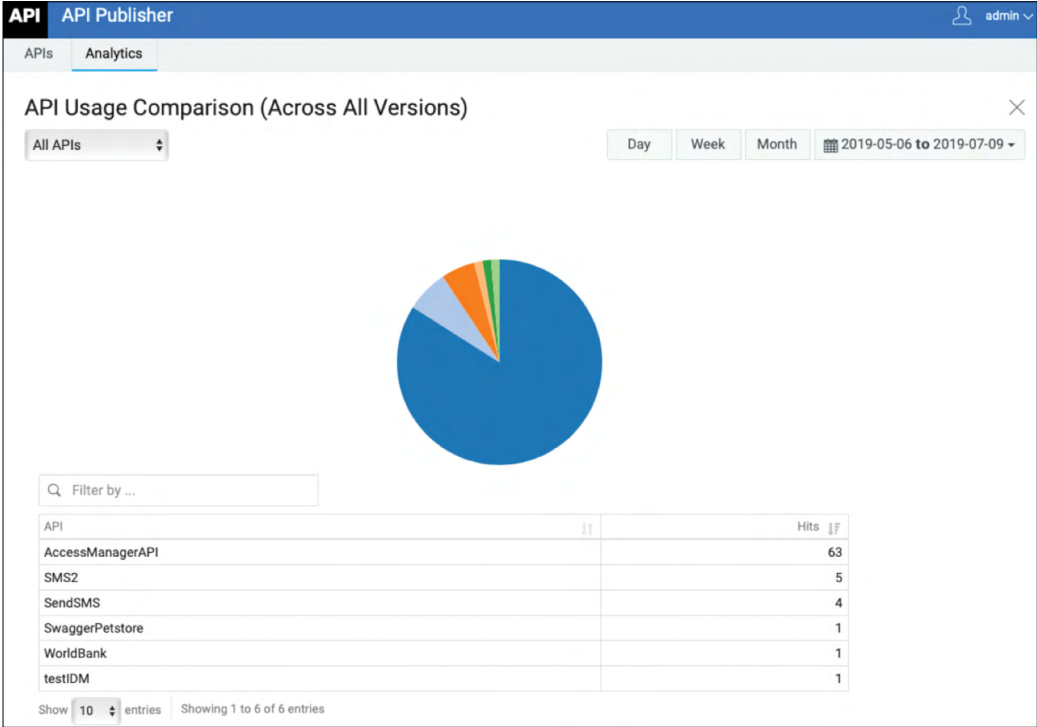 API API Publisher admin
APIs Analytics
API Usage Comparison (Across All Versions)
All APIs Day Week Month 2019-05-06 to 2019-07-09
Filter by ...
API Hits
AccessManagerAPI 63
SMS2 5
SendSMS 4
SwaggerPetstore 1
WorldBank 1
testIDM 1
Show 10 entries Showing 1 to 6 of 6 entries